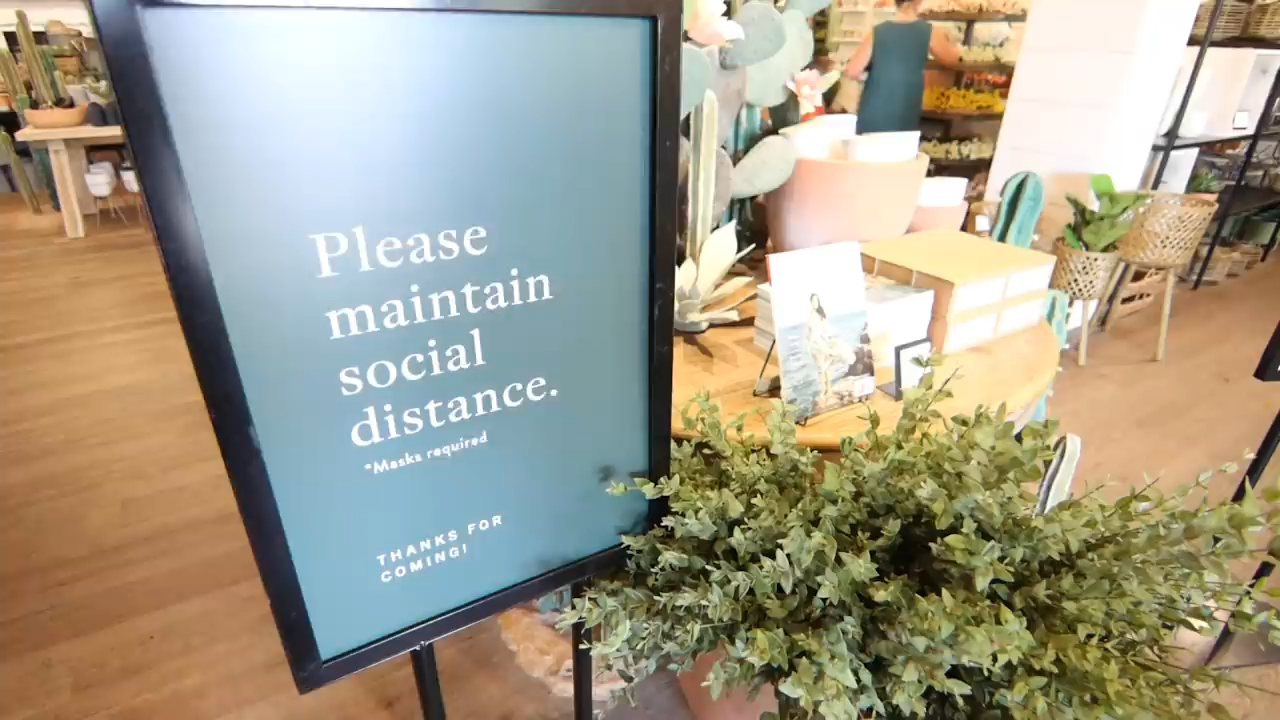 Please
maintain
social
distance.
*Masks required
THANKS FOR
COMING!